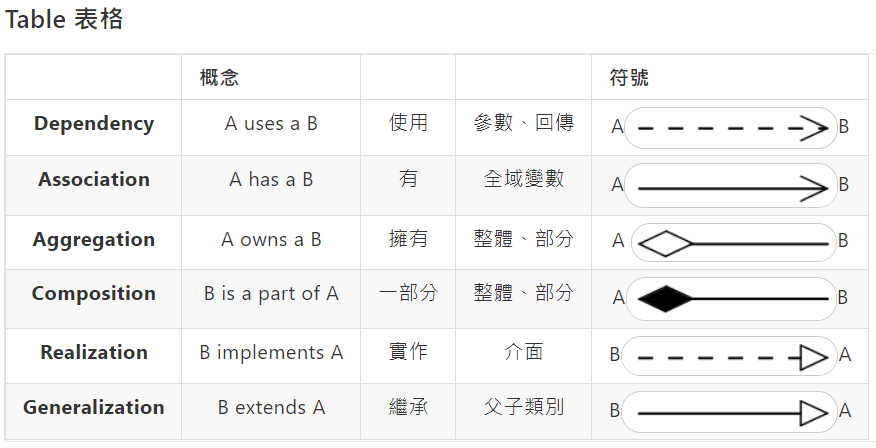 Table 表格
概念 符號
Dependency A uses a B 使用 參數、回傳 A B
Association A has a B 有 全域變數 A B
Aggregation A owns a B 擁有 整體、部分 A B
Composition B is a part of A 一部分 整體、部分 A B
Realization B implements A 實作 介面 B A
Generalization B extends A 繼承 父子類別 B A